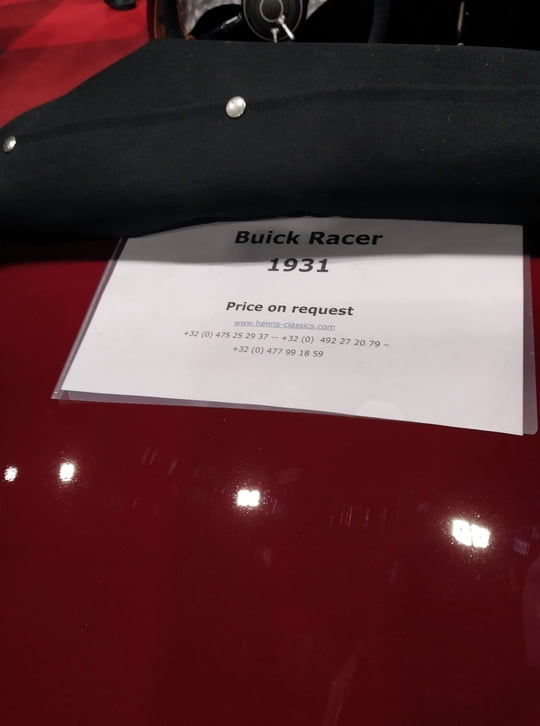 Buick Racer
1931
Price on request
www.henris-classics.com
+32 (0) 475 25 29 37 -- +32 (0)  492 27 20 79 –
+32 (0) 477 99 18 59